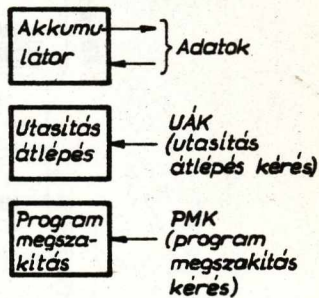 Akkumu-
látor
Adatok
Utasítás
átlépés
UÁK
(utasítás
átlépés kérés)
Program
megsza-
kítás
PMK
(program
megszakítás
kérés)